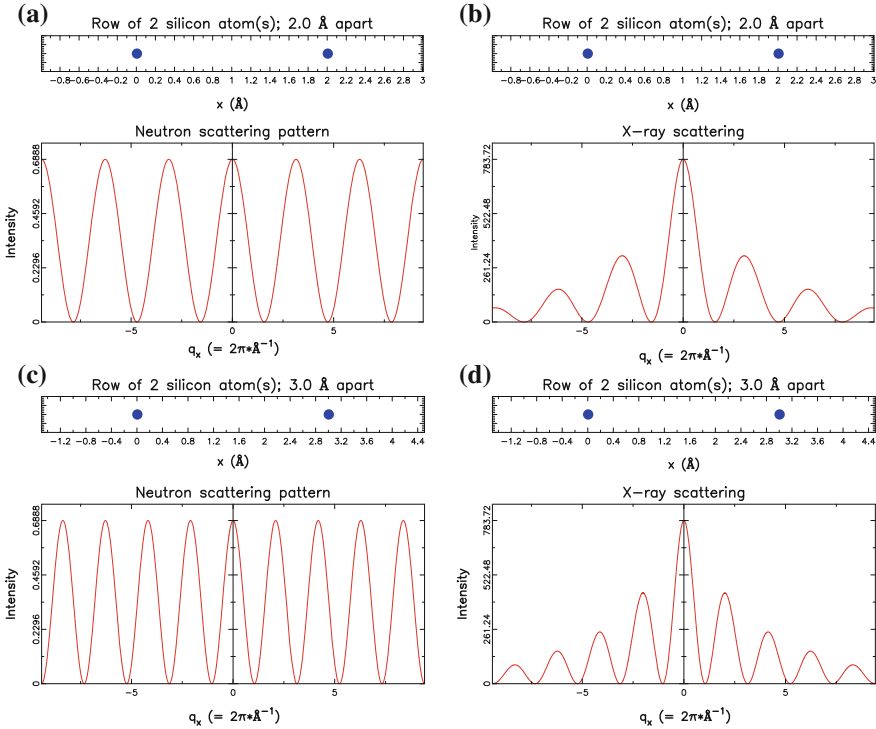 (a)
Row of 2 silicon atom(s); 2.0 Å apart
−0.8 −0.6 −0.4 −0.2 0 0.2 0.4 0.6 0.8 1 1.2 1.4 1.6 1.8 2 2.2 2.4 2.6 2.8 3
x (Å)
Neutron scattering pattern
Intensity
0.6888
0.4592
0.2296
0
−5 0 5
q_x (= 2π*Å⁻¹)
(b)
Row of 2 silicon atom(s); 2.0 Å apart
−0.8 −0.6 −0.4 −0.2 0 0.2 0.4 0.6 0.8 1 1.2 1.4 1.6 1.8 2 2.2 2.4 2.6 2.8 3
x (Å)
X−ray scattering
Intensity
783.72
522.48
261.24
0
−5 0 5
q_x (= 2π*Å⁻¹)
(c)
Row of 2 silicon atom(s); 3.0 Å apart
−1.2 −0.8 −0.4 0 0.4 0.8 1.2 1.6 2 2.4 2.8 3.2 3.6 4 4.4
x (Å)
Neutron scattering pattern
Intensity
0.6888
0.4592
0.2296
0
−5 0 5
q_x (= 2π*Å⁻¹)
(d)
Row of 2 silicon atom(s); 3.0 Å apart
−1.2 −0.8 −0.4 0 0.4 0.8 1.2 1.6 2 2.4 2.8 3.2 3.6 4 4.4
x (Å)
X−ray scattering
Intensity
783.72
522.48
261.24
0
−5 0 5
q_x (= 2π*Å⁻¹)